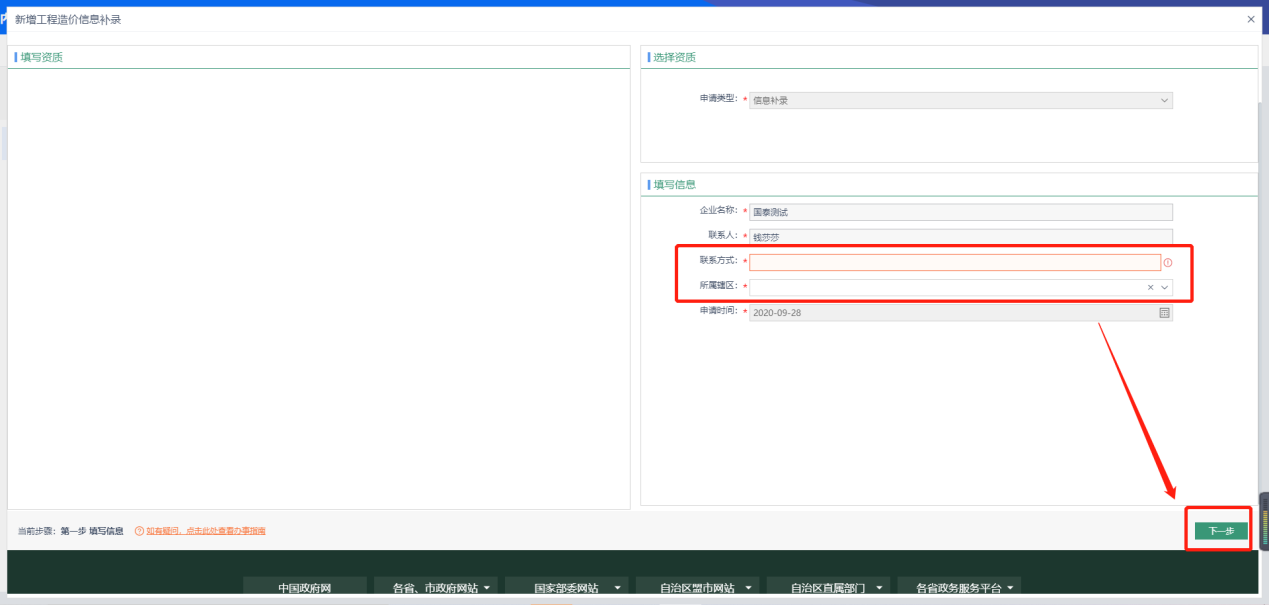 新增工程造价信息补录
填写资质
选择资质
申请类型: * 信息补录
填写信息
企业名称: * 国泰测试
联系人: * 钱莎莎
联系方式: *
所属辖区: *
申请时间: * 2020-09-28
当前步骤: 第一步 填写信息 如有疑问,点击此处查看办事指南
下一步
中国政府网 各省、市政府网站 国家部委网站 自治区盟市网站 自治区直属部门 各省政务服务平台